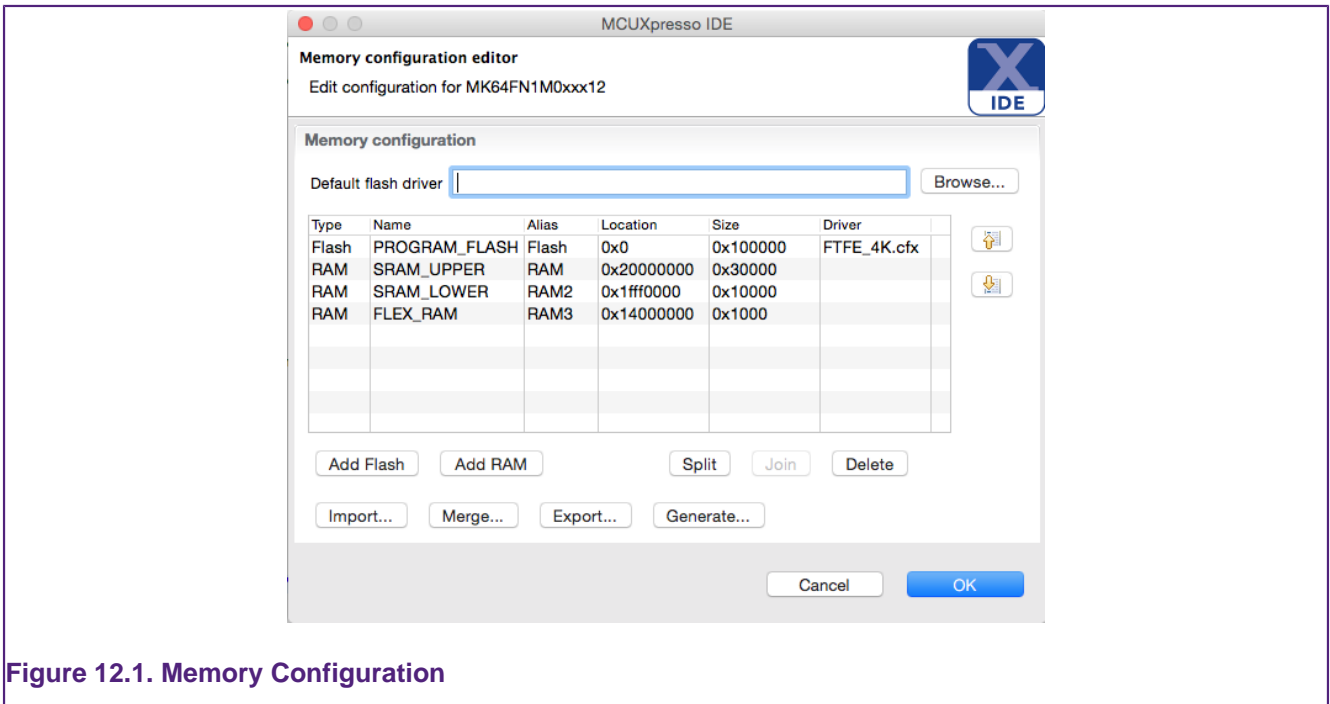 MCUXpresso IDE
Memory configuration editor
Edit configuration for MK64FN1M0xxx12
X
IDE
Memory configuration
Default flash driver Browse...
Type Name Alias Location Size Driver
Flash PROGRAM_FLASH Flash 0x0 0x100000 FTFE_4K.cfx
RAM SRAM_UPPER RAM 0x20000000 0x30000
RAM SRAM_LOWER RAM2 0x1fff0000 0x10000
RAM FLEX_RAM RAM3 0x14000000 0x1000
Add Flash Add RAM Split Join Delete
Import... Merge... Export... Generate...
Cancel OK
Figure 12.1. Memory Configuration